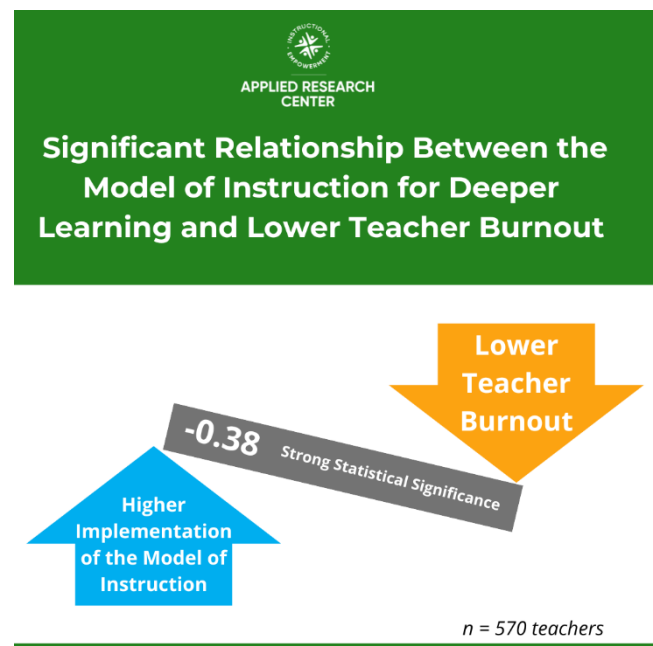 INSTRUCTIONAL
EMPOWERMENT
APPLIED RESEARCH
CENTER
Significant Relationship Between the
Model of Instruction for Deeper
Learning and Lower Teacher Burnout
Lower
Teacher
Burnout
-0.38 Strong Statistical Significance
Higher
Implementation
of the Model of
Instruction
n = 570 teachers